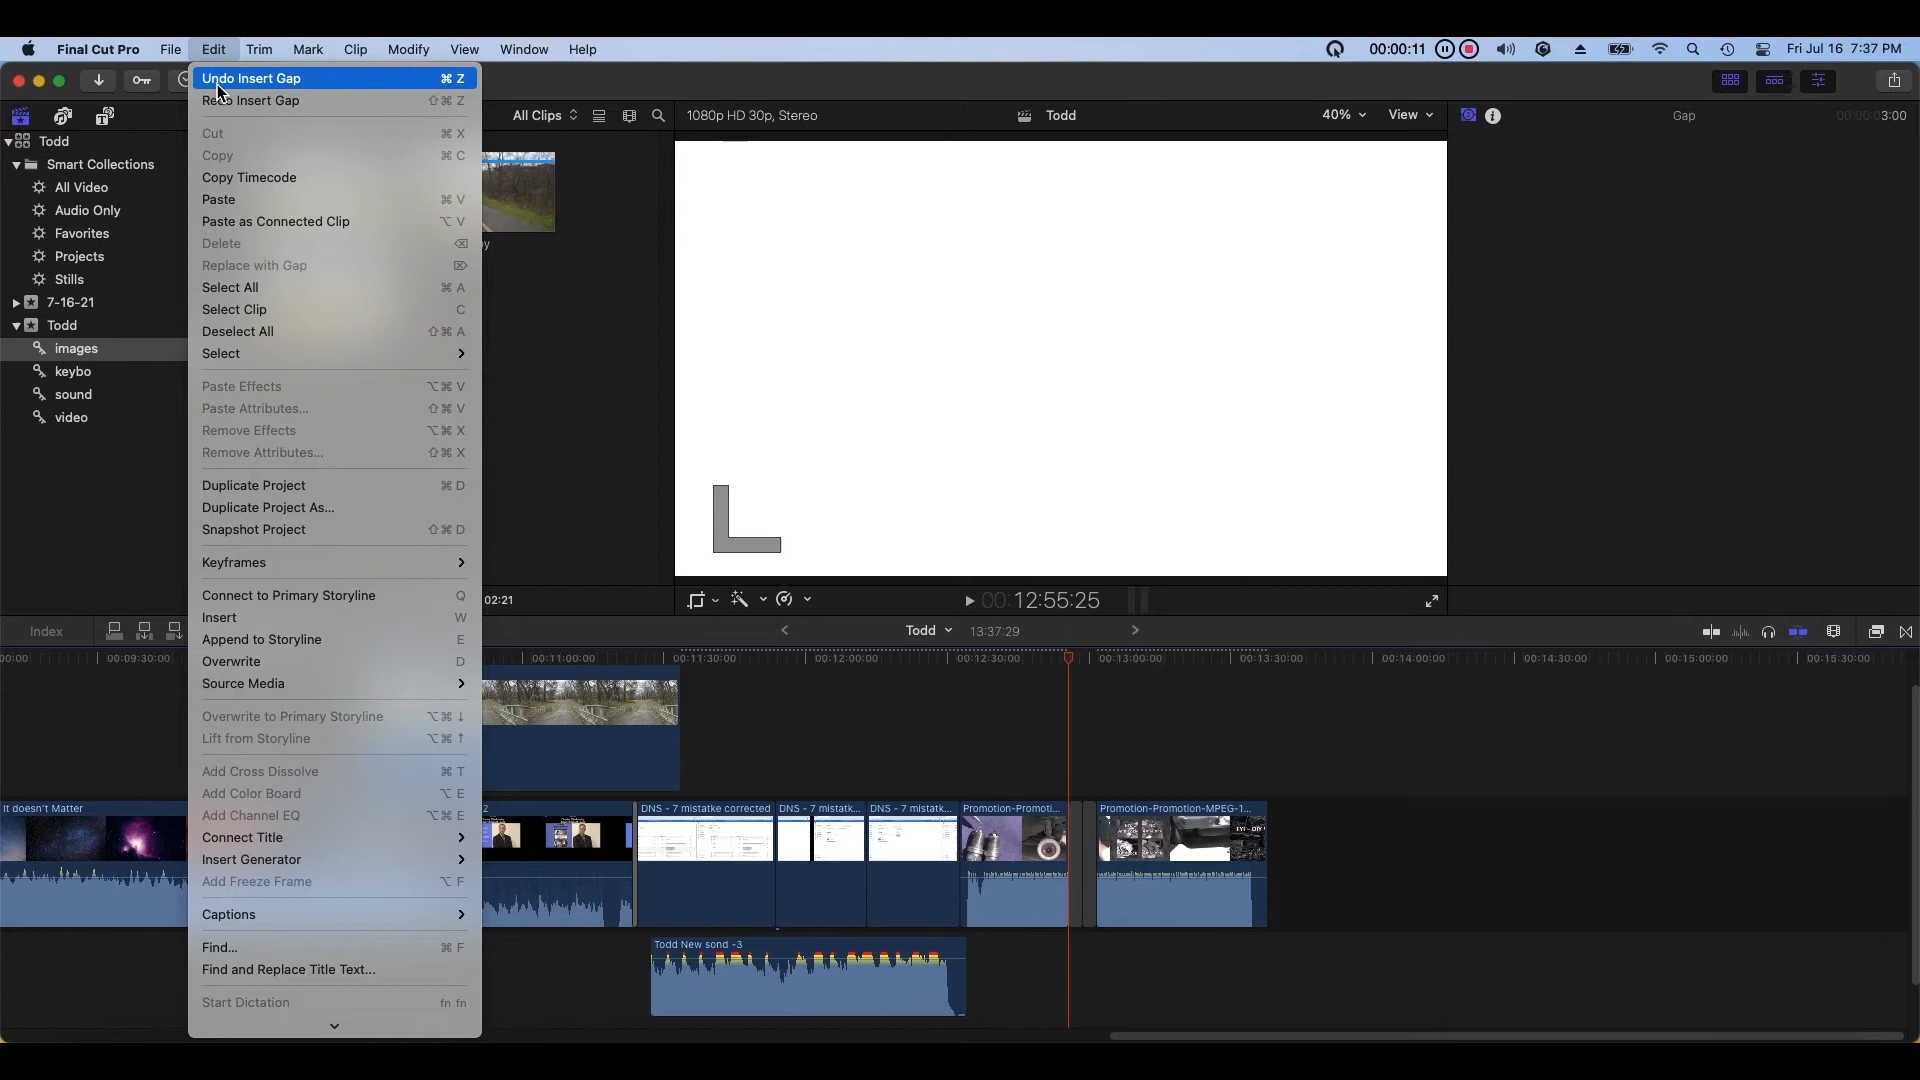 Final Cut Pro File Edit Trim Mark Clip Modify View Window Help 00:00:11 Fri Jul 16 7:37 PM
Undo Insert Gap ⌘ Z
Redo Insert Gap ⇧⌘ Z
Cut ⌘ X
Copy ⌘ C
Copy Timecode
Paste ⌘ V
Paste as Connected Clip ⌥ V
Delete ⌫
Replace with Gap ⌦
Select All ⌘ A
Select Clip C
Deselect All ⇧⌘ A
Select
Paste Effects ⌥⌘ V
Paste Attributes... ⇧⌘ V
Remove Effects ⌥⌘ X
Remove Attributes... ⇧⌘ X
Duplicate Project ⌘ D
Duplicate Project As...
Snapshot Project ⇧⌘ D
Keyframes
Connect to Primary Storyline Q
Insert W
Append to Storyline E
Overwrite D
Source Media
Overwrite to Primary Storyline ⌥⌘ ↓
Lift from Storyline ⌥⌘ ↑
Add Cross Dissolve ⌘ T
Add Color Board ⌥ E
Add Channel EQ ⌥⌘ E
Connect Title
Insert Generator
Add Freeze Frame ⌥ F
Captions
Find... ⌘ F
Find and Replace Title Text...
Start Dictation fn fn
Todd
Smart Collections
All Video
Audio Only
Favorites
Projects
Stills
7-16-21
Todd
images
keybo
sound
video
All Clips
1080p HD 30p, Stereo Todd 40% View
Gap 00:00:03:00
ay
02:21
00:12:55:25
Index Todd 13:37:29
00:00 00:09:30:00 00:11:00:00 00:11:30:00 00:12:00:00 00:12:30:00 00:13:00:00 00:13:30:00 00:14:00:00 00:14:30:00 00:15:00:00 00:15:30:00
It doesn't Matter 2 DNS - 7 mistatke corrected DNS - 7 mistatk... DNS - 7 mistatk... Promotion-Promoti... Promotion-Promotion-MPEG-1...
Todd New sond -3